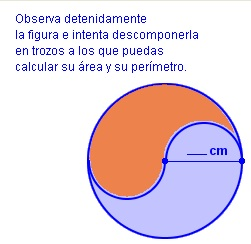 Observa detenidamente
la figura e intenta descomponerla
en trozos a los que puedas
calcular su área y su perímetro.
___ cm